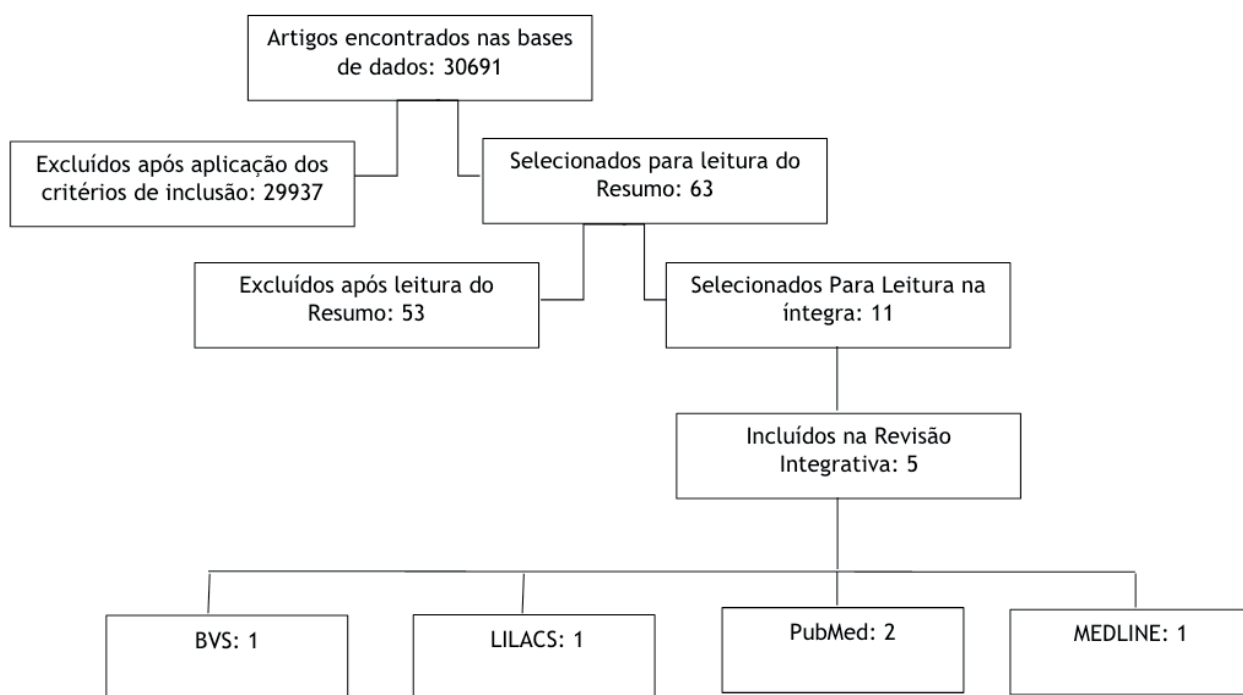 Artigos encontrados nas bases
de dados: 30691
Excluídos após aplicação dos
critérios de inclusão: 29937
Selecionados para leitura do
Resumo: 63
Excluídos após leitura do
Resumo: 53
Selecionados Para Leitura na
íntegra: 11
Incluídos na Revisão
Integrativa: 5
BVS: 1
LILACS: 1
PubMed: 2
MEDLINE: 1